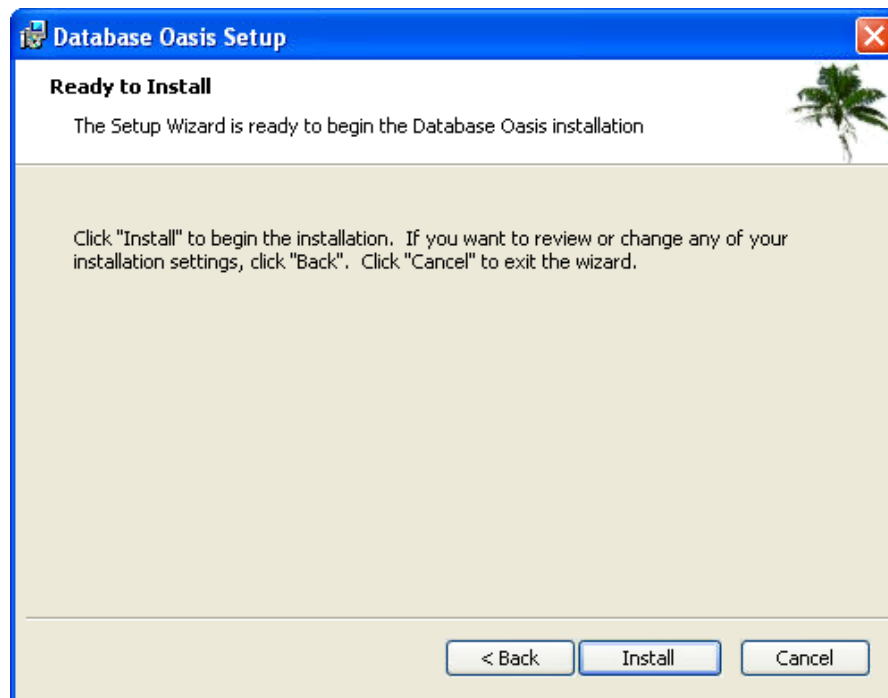 Database Oasis Setup
Ready to Install
The Setup Wizard is ready to begin the Database Oasis installation
Click "Install" to begin the installation.  If you want to review or change any of your
installation settings, click "Back".  Click "Cancel" to exit the wizard.
< Back Install Cancel